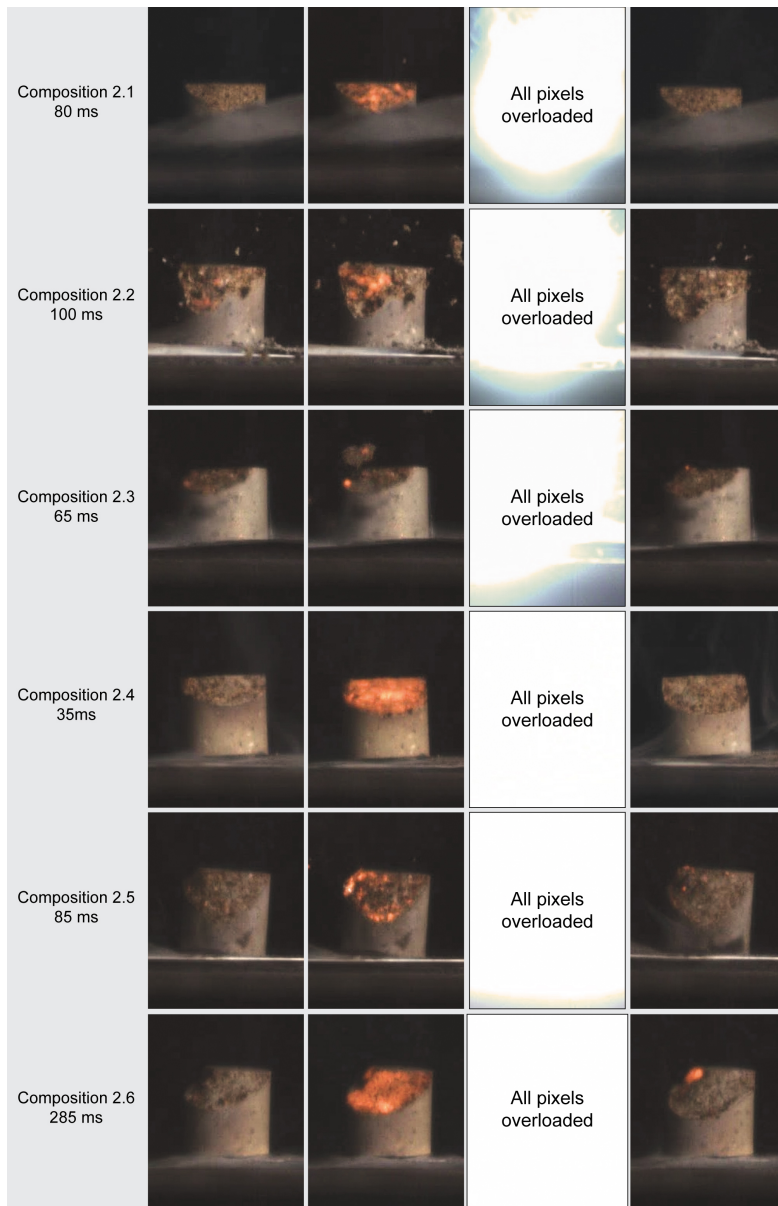 Composition 2.1
80 ms
All pixels
overloaded
Composition 2.2
100 ms
All pixels
overloaded
Composition 2.3
65 ms
All pixels
overloaded
Composition 2.4
35ms
All pixels
overloaded
Composition 2.5
85 ms
All pixels
overloaded
Composition 2.6
285 ms
All pixels
overloaded